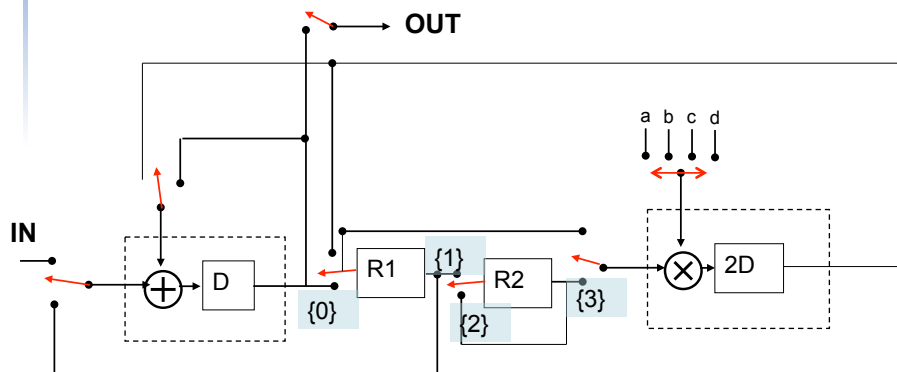 OUT
a b c d
IN
D
R1
{1}
R2
2D
{0}
{2}
{3}